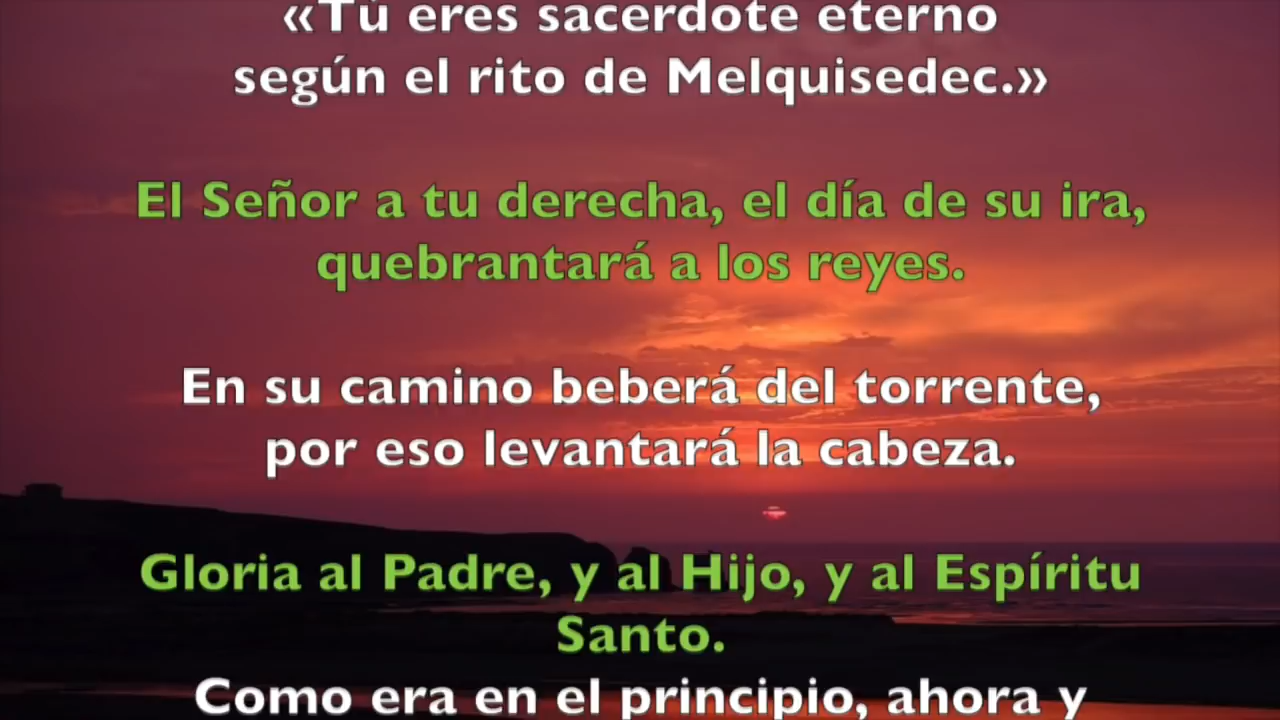 «Tú eres sacerdote eterno
según el rito de Melquisedec.»
El Señor a tu derecha, el día de su ira,
quebrantará a los reyes.
En su camino beberá del torrente,
por eso levantará la cabeza.
Gloria al Padre, y al Hijo, y al Espíritu
Santo.
Como era en el principio, ahora y